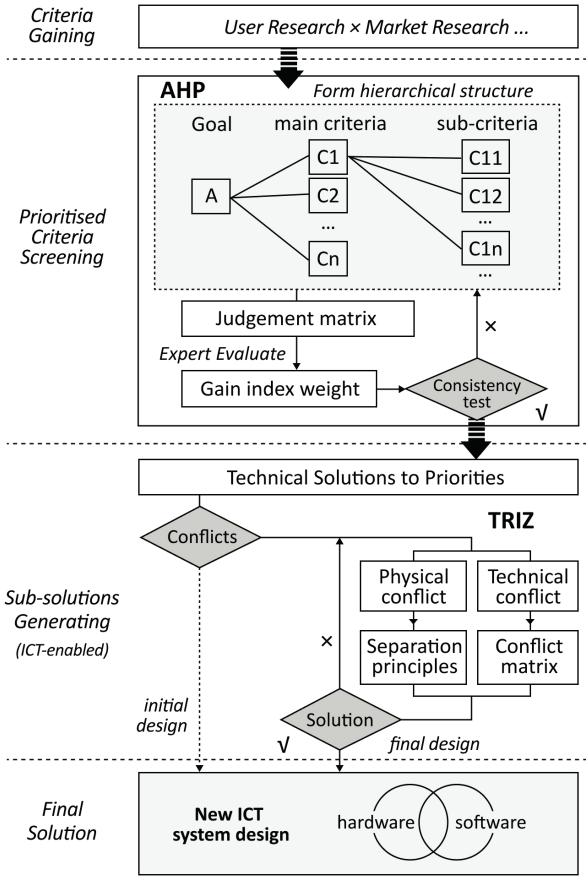 Criteria
Gaining
User Research × Market Research ...
AHP
Form hierarchical structure
Goal
main criteria
sub-criteria
A
C1
C2
...
Cn
C11
C12
...
C1n
...
Prioritised
Criteria
Screening
Judgement matrix
Expert Evaluate
Gain index weight
Consistency
test
×
√
Technical Solutions to Priorities
TRIZ
Conflicts
Physical
conflict
Technical
conflict
Separation
principles
Conflict
matrix
Sub-solutions
Generating
(ICT-enabled)
×
initial
design
Solution
√
final design
Final
Solution
New ICT
system design
hardware
software